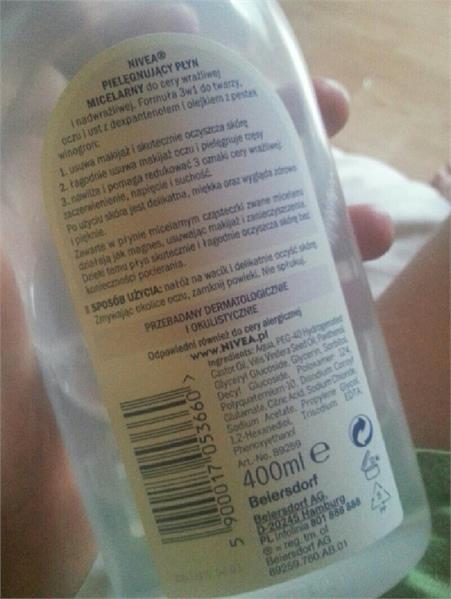 NIVEA®
PIELĘGNUJĄCY PŁYN
MICELARNY do cery wrażliwej
i nadwrażliwej. Formuła 3w1 do twarzy,
oczu i ust z dexpantenolem i olejkiem z pestek
winogron:
1. usuwa makijaż i skutecznie oczyszcza skórę
2. łagodnie usuwa makijaż oczu i pielęgnuje rzęsy
3. nawilża i pomaga redukować 3 oznaki cery wrażliwej:
zaczerwienienie, napięcie i suchość.
Po użyciu skóra jest delikatna, miękka oraz wygląda zdrowo
i pięknie.
Zawarte w płynie micelarnym cząsteczki zwane micelami
działają jak magnes, usuwając makijaż i zanieczyszczenia.
Dzięki temu płyn skutecznie i łagodnie oczyszcza skórę bez
konieczności pocierania.
SPOSÓB UŻYCIA: nałóż na wacik i delikatnie oczyść skórę.
Zmywając okolice oczu, zamknij powieki. Nie spłukuj.
PRZEBADANY DERMATOLOGICZNIE
I OKULISTYCZNIE
Odpowiedni również do cery alergicznej
www.NIVEA.pl
Ingredients: Aqua, PEG-40 Hydrogenated
Castor Oil, Vitis Vinifera Seed Oil, Panthenol
Glyceryl Glucoside, Glycerin, Sorbitol,
Decyl Glucoside, Poloxamer 124,
Polyquaternium-10, Disodium Cocoyl
Glutamate, Citric Acid, Sodium Chloride,
Sodium Acetate, Propylene Glycol,
1,2-Hexanediol, Trisodium EDTA,
Phenoxyethanol
Art.-No. 89259
400ml e
Beiersdorf
Beiersdorf AG,
D-20245 Hamburg
PL infolinia 801 888 888
® = reg. tm. of
Beiersdorf AG
89259.760.AB.01
5 900017 053660 >